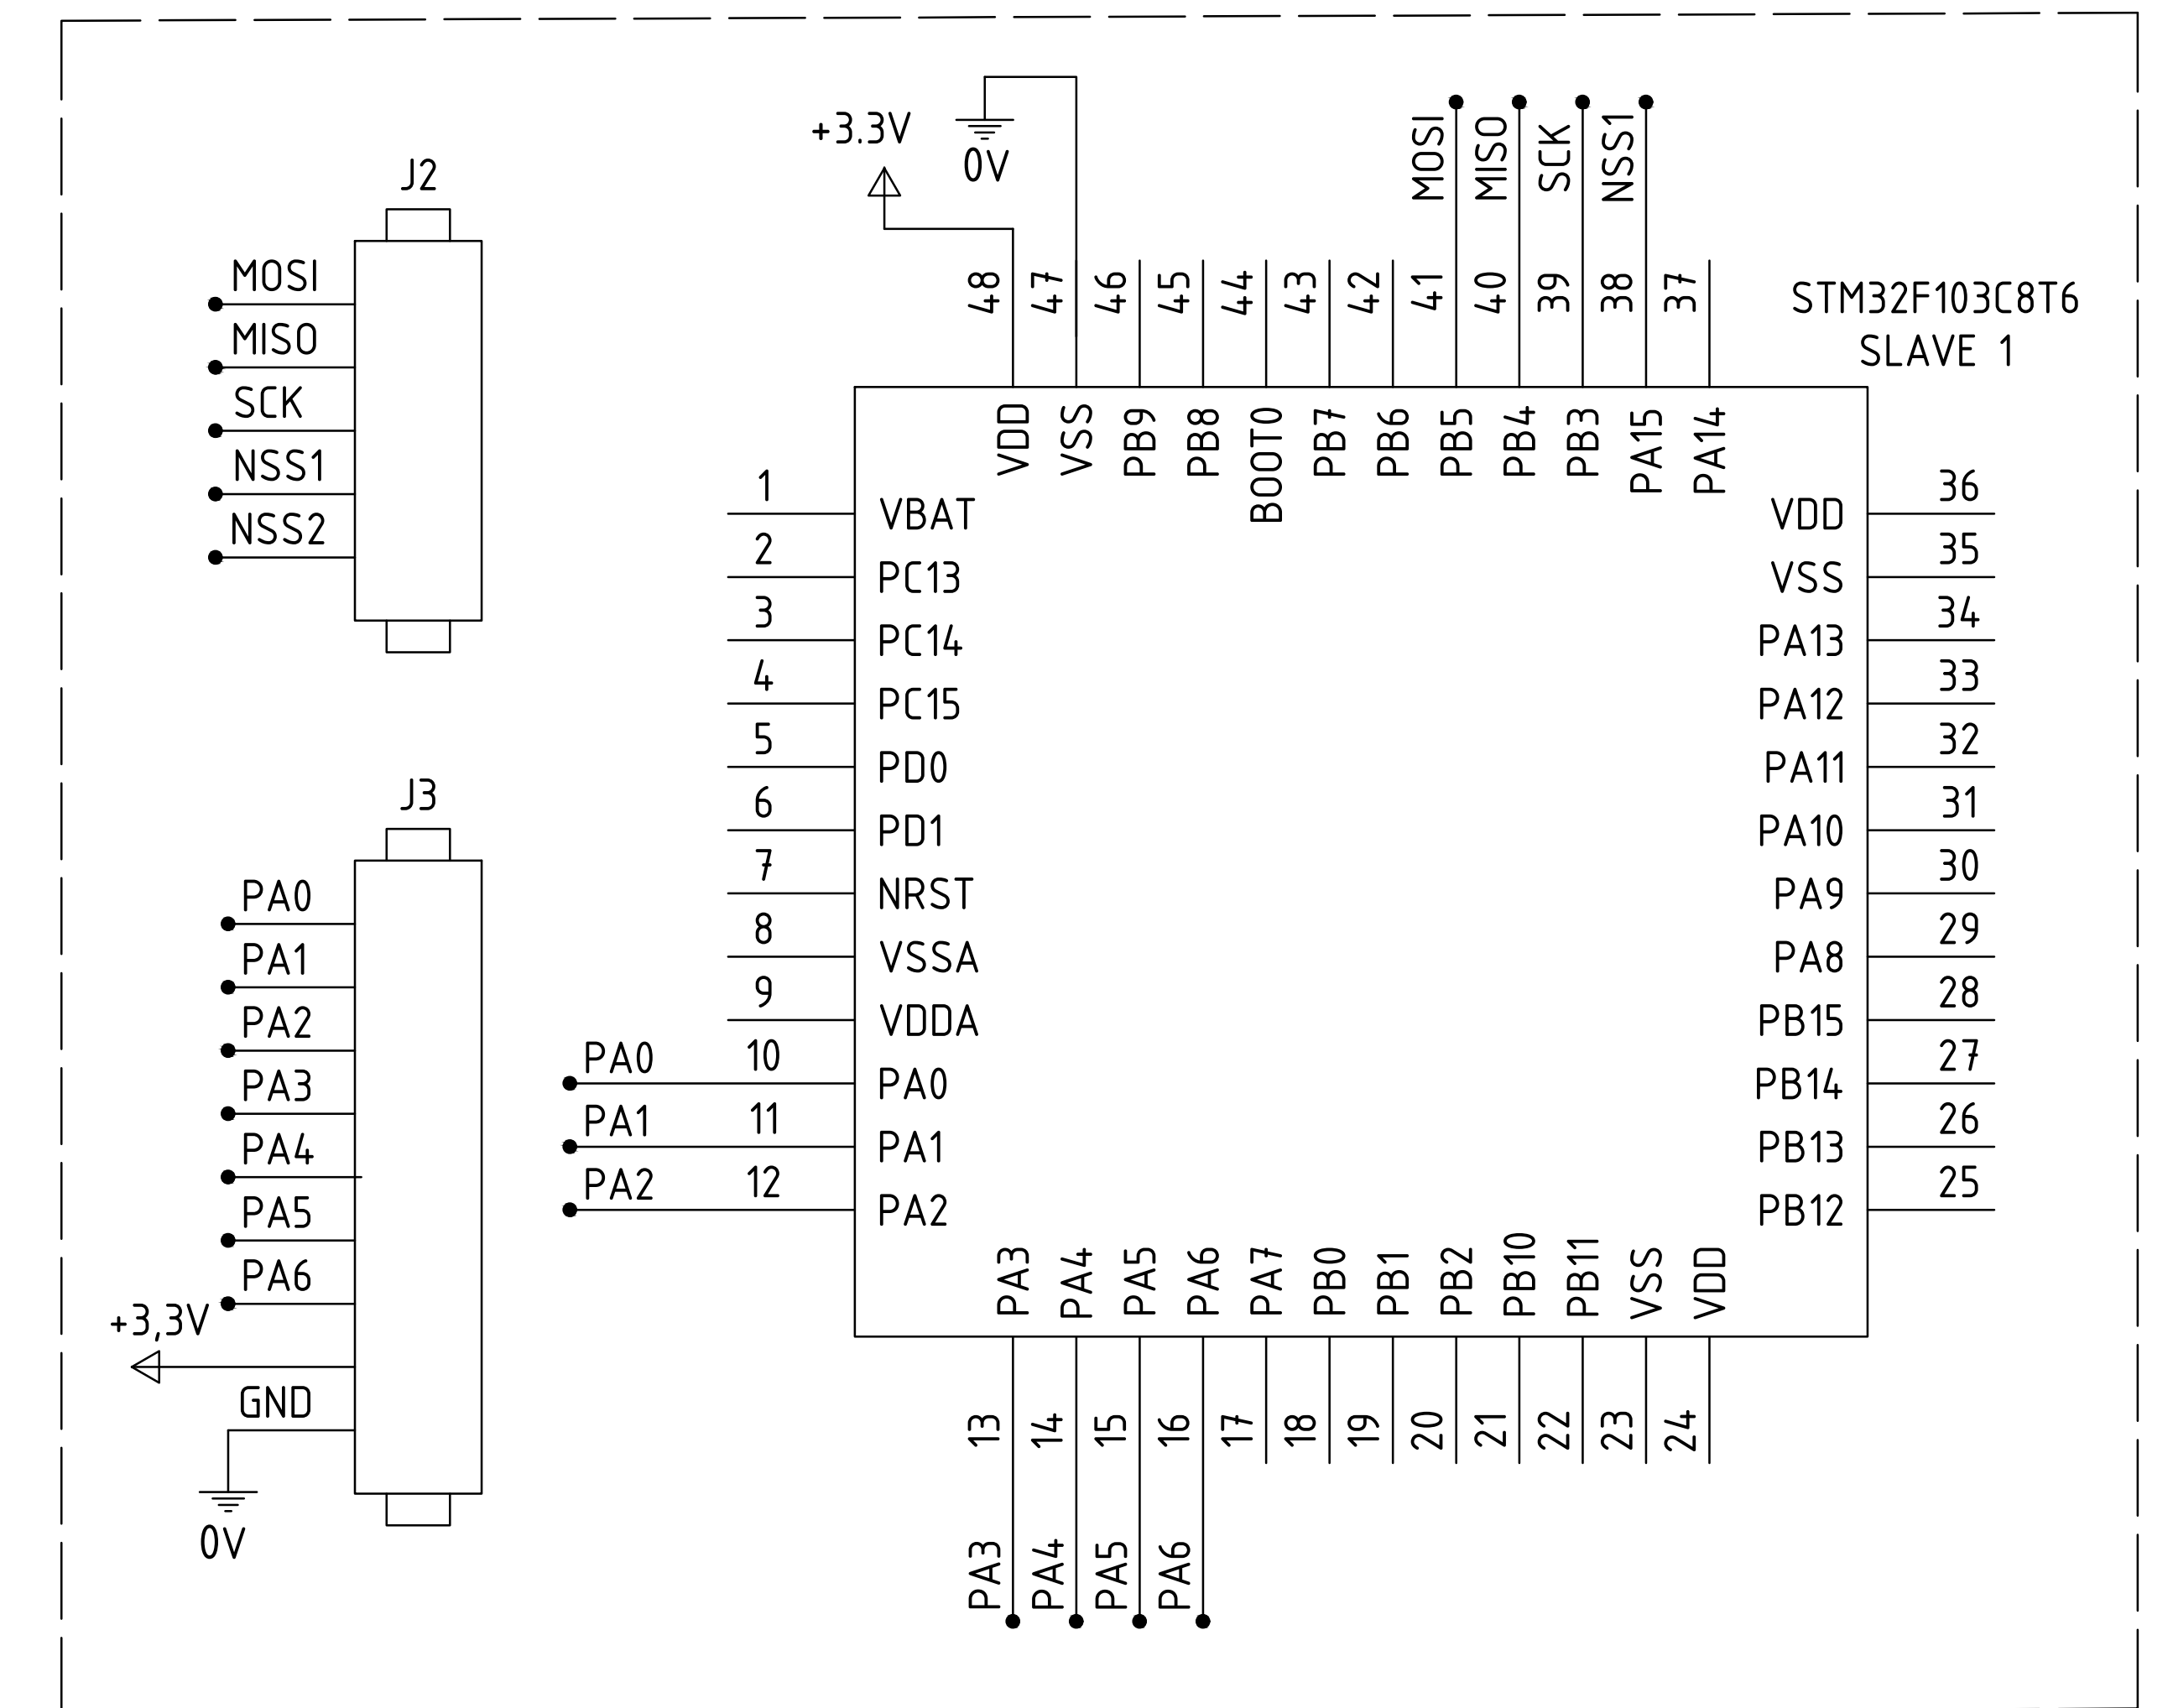 J2
MOSI
MISO
SCK
NSS1
NSS2
J3
PA0
PA1
PA2
PA3
PA4
PA5
PA6
+3,3V
GND
0V
+3.3V
0V
MOSI
MISO
SCK
NSS1
STM32F103C8T6
SLAVE 1
48
47
46
45
44
43
42
41
40
39
38
37
VDD
VSS
PB9
PB8
BOOT0
PB7
PB6
PB5
PB4
PB3
PA15
PA14
1 VBAT
2 PC13
3 PC14
4 PC15
5 PD0
6 PD1
7 NRST
8 VSSA
9 VDDA
PA0 10 PA0
PA1 11 PA1
PA2 12 PA2
VDD 36
VSS 35
PA13 34
PA12 33
PA11 32
PA10 31
PA9 30
PA8 29
PB15 28
PB14 27
PB13 26
PB12 25
PA3
PA4
PA5
PA6
PA7
PB0
PB1
PB2
PB10
PB11
VSS
VDD
13
14
15
16
17
18
19
20
21
22
23
24
PA3
PA4
PA5
PA6